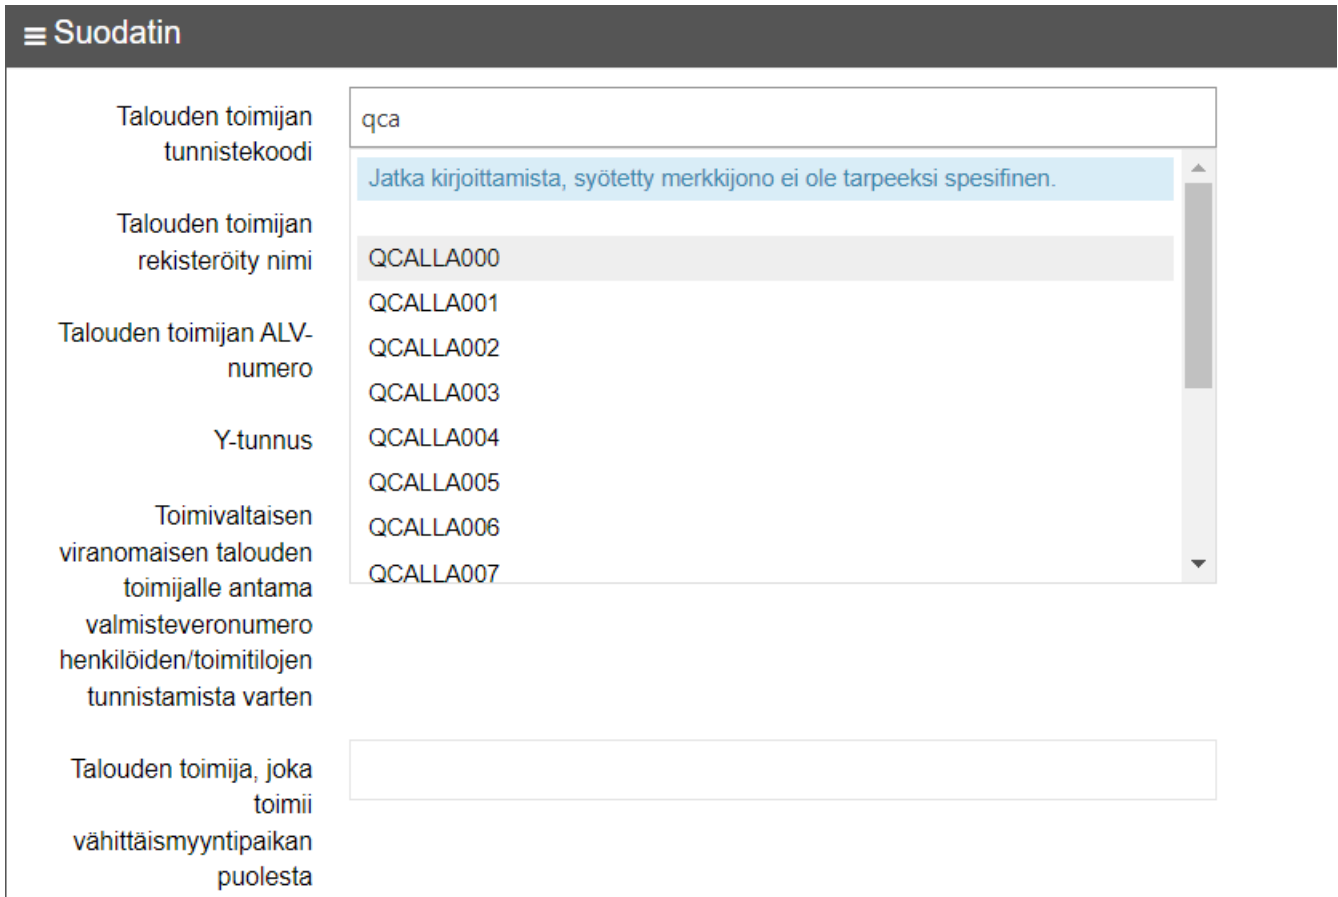 Suodatin
Talouden toimijan
tunnistekoodi
qca
Jatka kirjoittamista, syötetty merkkijono ei ole tarpeeksi spesifinen.
QCALLA000
QCALLA001
QCALLA002
QCALLA003
QCALLA004
QCALLA005
QCALLA006
QCALLA007
Talouden toimijan
rekisteröity nimi
Talouden toimijan ALV-
numero
Y-tunnus
Toimivaltaisen
viranomaisen talouden
toimijalle antama
valmisteveronumero
henkilöiden/toimitilojen
tunnistamista varten
Talouden toimija, joka
toimii
vähittäismyyntipaikan
puolesta